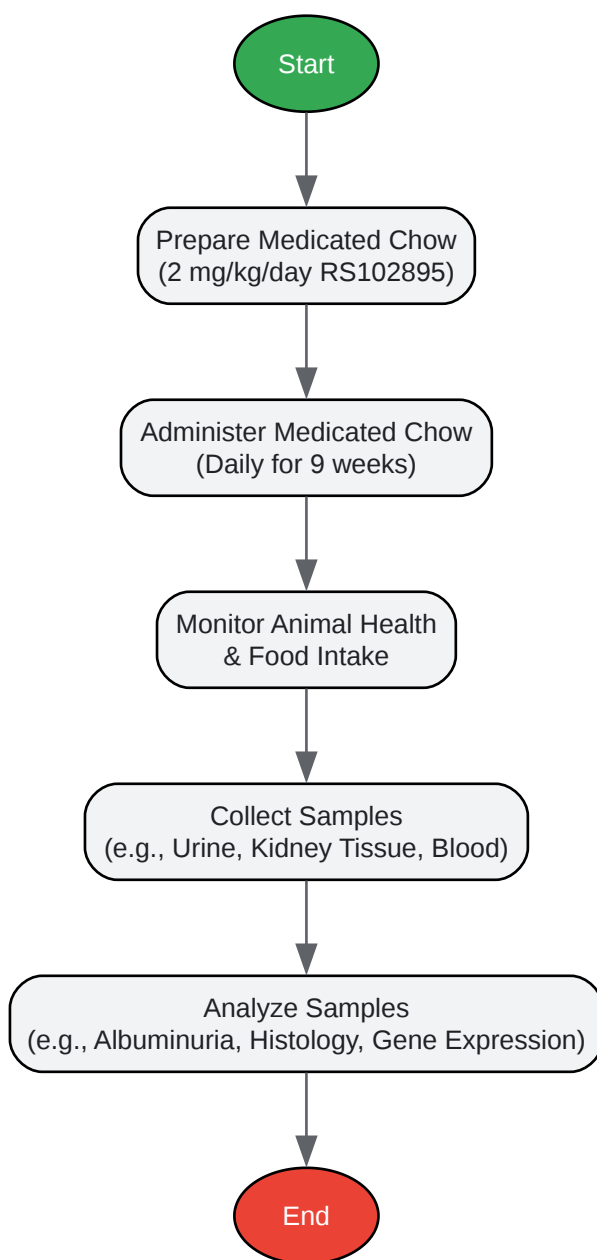 Start
Prepare Medicated Chow
(2 mg/kg/day RS102895)
Administer Medicated Chow
(Daily for 9 weeks)
Monitor Animal Health
& Food Intake
Collect Samples
(e.g., Urine, Kidney Tissue, Blood)
Analyze Samples
(e.g., Albuminuria, Histology, Gene Expression)
End